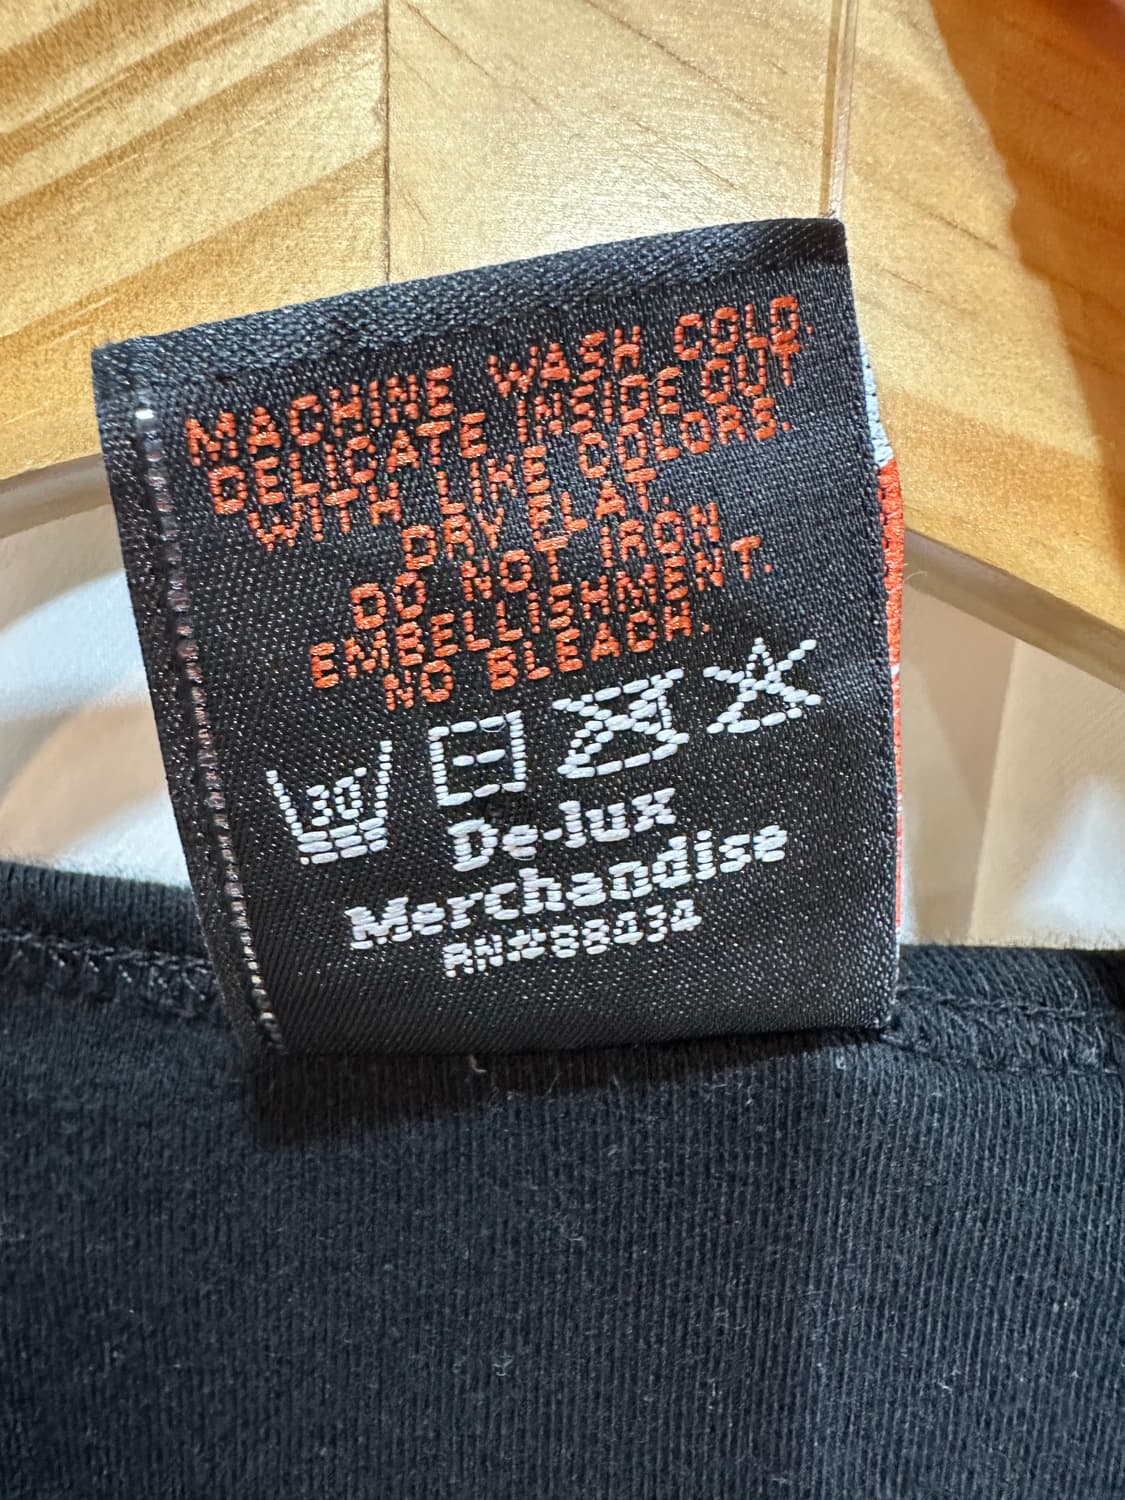 MACHINE WASH COLD.
DELICATE INSIDE OUT
WITH LIKE COLORS.
DRY FLAT.
DO NOT IRON
EMBELLISHMENT.
NO BLEACH.
30°
De-lux
Merchandise
RN#88434